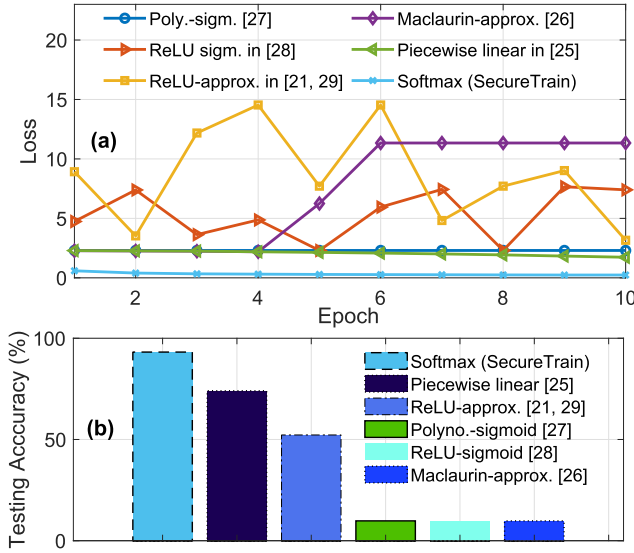 Poly.-sigm. [27]
Maclaurin-approx. [26]
ReLU sigm. in [28]
Piecewise linear in [25]
ReLU-approx. in [21, 29]
Softmax (SecureTrain)
20
15
10
5
0
Loss
(a)
2
4
6
8
10
Epoch
100
50
0
Testing Acccuracy (%)
(b)
Softmax (SecureTrain)
Piecewise linear [25]
ReLU-approx. [21, 29]
Polyno.-sigmoid [27]
ReLU-sigmoid [28]
Maclaurin-approx. [26]